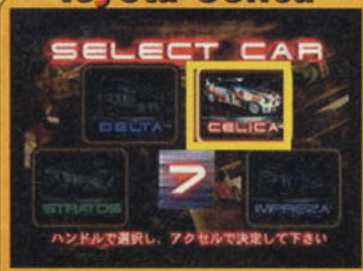 Toyota Celica
SELECT CAR
DELTA
CELICA
7
STRATOS
IMPREZA
ハンドルで選択し、アクセルで決定して下さい